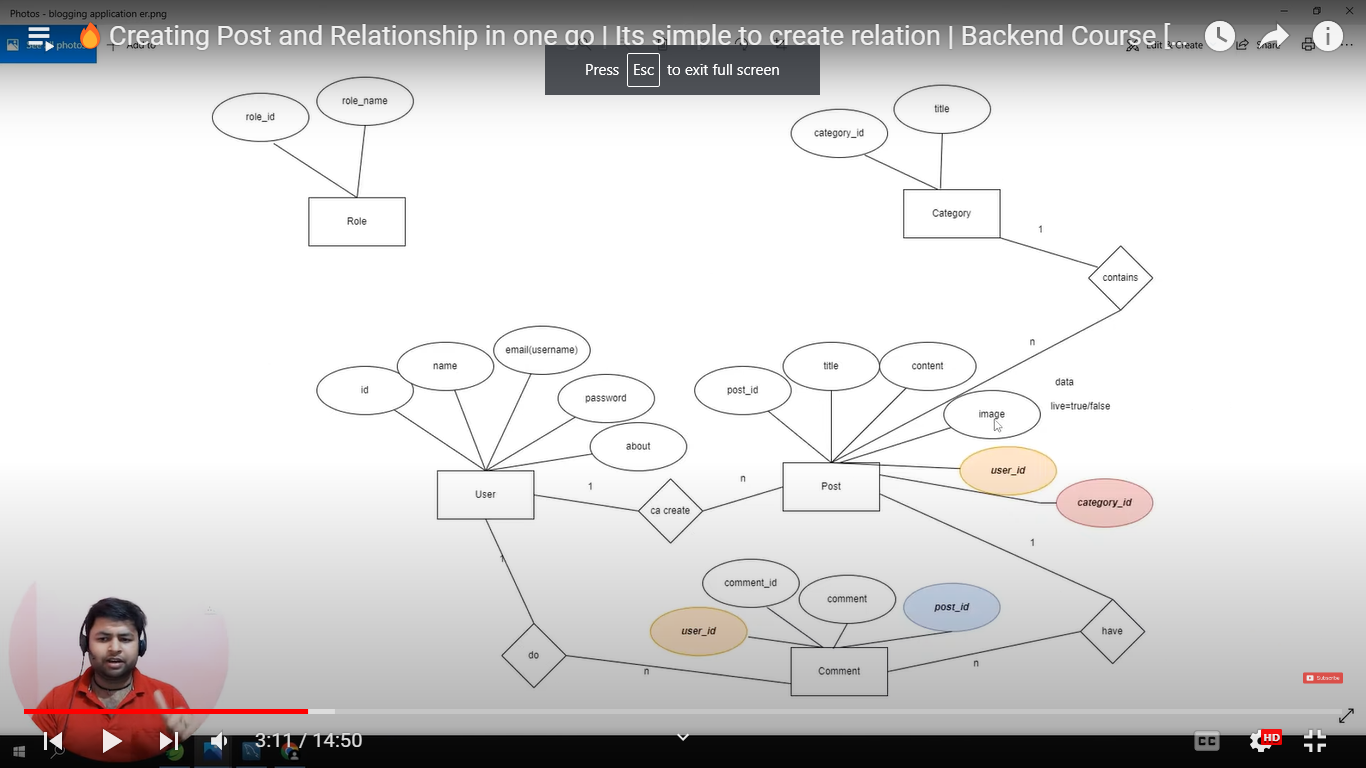 Photos - blogging application er.png
🔥 Creating Post and Relationship in one go | Its simple to create relation | Backend Course [...
Add to
Edit & Create
Share
Press Esc to exit full screen
role_id
role_name
Role
category_id
title
Category
1
contains
n
id
name
email(username)
password
about
User
1
ca create
n
post_id
title
content
image
data
live=true/false
user_id
category_id
Post
1
1
do
n
comment_id
comment
post_id
user_id
Comment
n
have
Subscribe
3:11 / 14:50
CC
HD